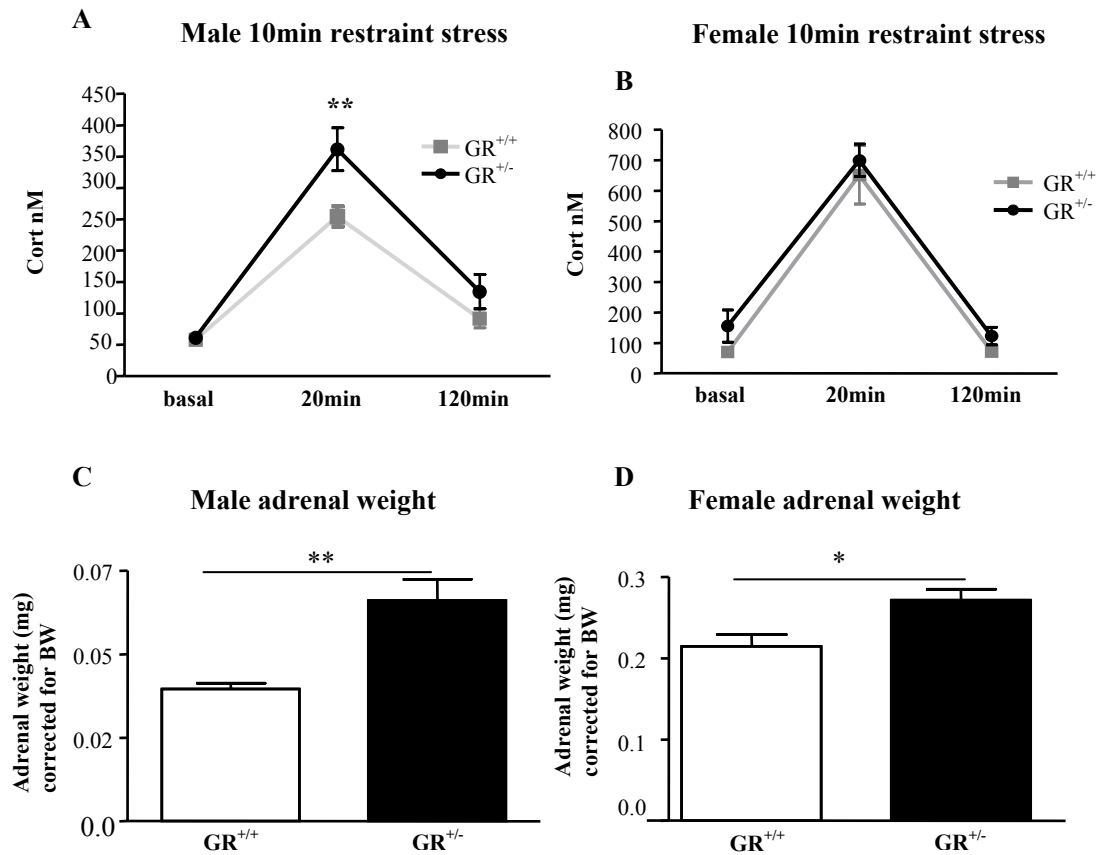 A
Male 10min restraint stress
450
400
350
300
250
200
150
100
50
0
Cort nM
**
GR+/+
GR+/-
basal 20min 120min
Female 10min restraint stress
B
800
700
600
500
400
300
200
100
0
Cort nM
GR+/+
GR+/-
basal 20min 120min
C
Male adrenal weight
**
0.07
0.05
0.02
0.0
Adrenal weight (mg)
corrected for BW
GR+/+ GR+/-
D
Female adrenal weight
*
0.3
0.2
0.1
0.0
Adrenal weight (mg)
corrected for BW
GR+/+ GR+/-